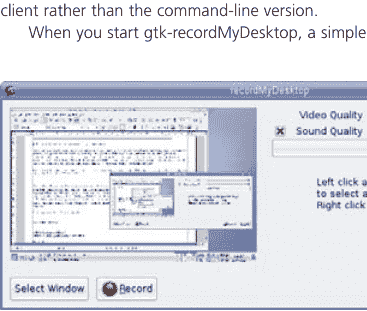 client rather than the command-line version.
When you start gtk-recordMyDesktop, a simple
recordMyDesktop
Video Quality
Sound Quality
Left click a
to select a
Right click
Select Window
Record